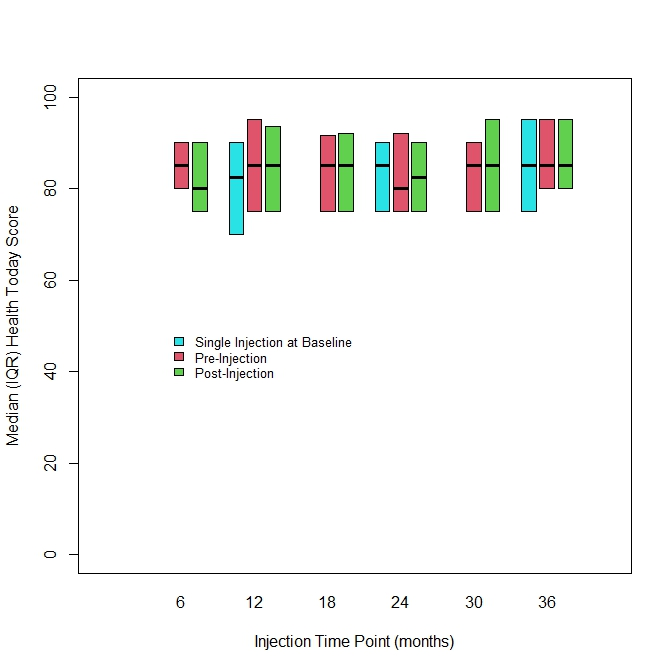 Median (IQR) Health Today Score
100
80
60
40
20
0
Single Injection at Baseline
Pre-Injection
Post-Injection
6 12 18 24 30 36
Injection Time Point (months)